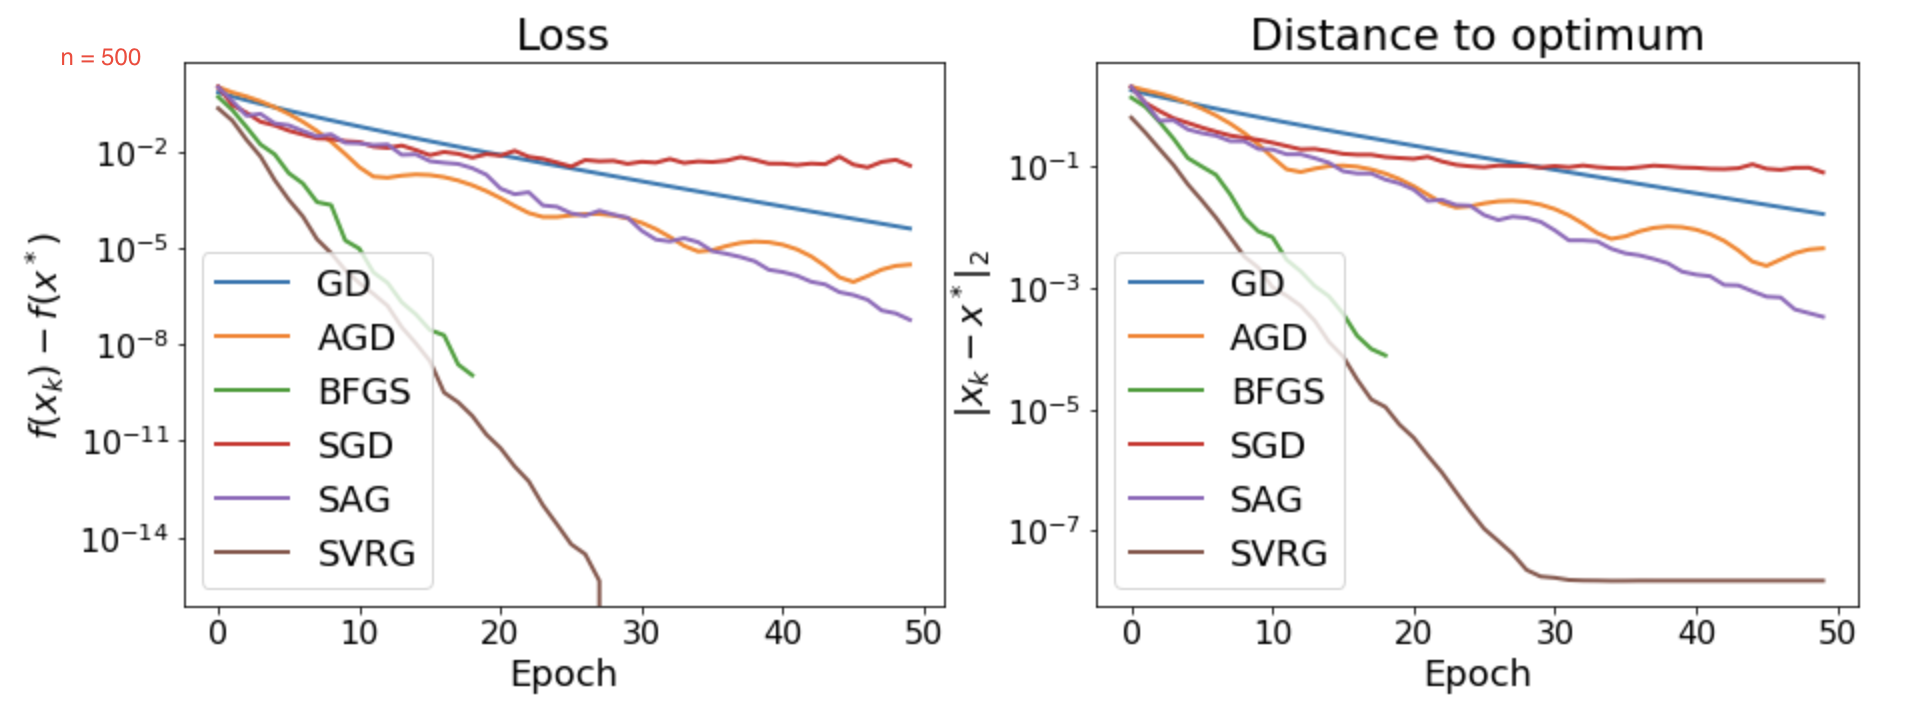 n = 500
Loss
f(x_k) − f(x^*)
10^−2
10^−5
10^−8
10^−11
10^−14
GD
AGD
BFGS
SGD
SAG
SVRG
0 10 20 30 40 50
Epoch
Distance to optimum
|x_k − x^*|_2
10^−1
10^−3
10^−5
10^−7
GD
AGD
BFGS
SGD
SAG
SVRG
0 10 20 30 40 50
Epoch